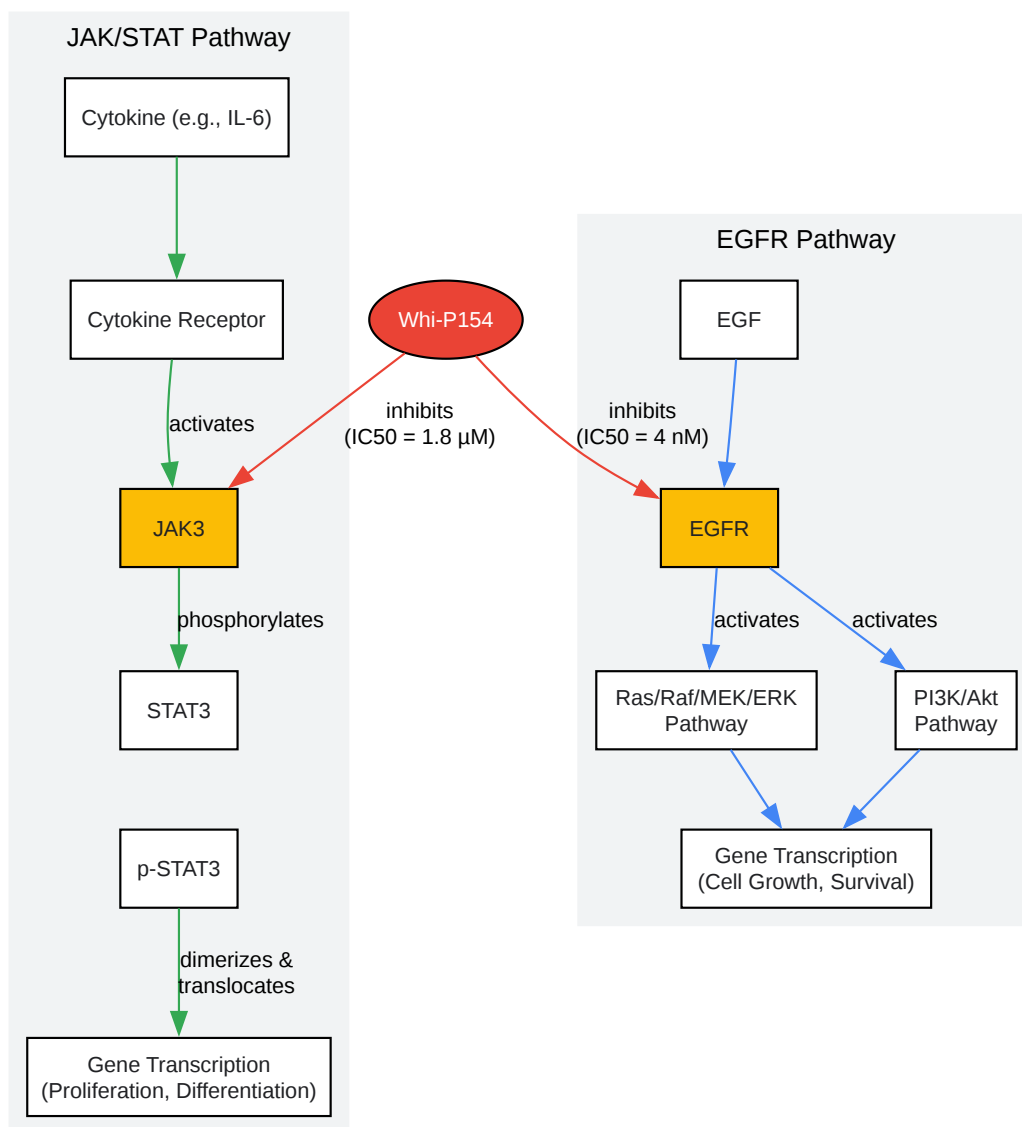 JAK/STAT Pathway
Cytokine (e.g., IL-6)
Cytokine Receptor
activates
JAK3
phosphorylates
STAT3
p-STAT3
dimerizes &
translocates
Gene Transcription
(Proliferation, Differentiation)
Whi-P154
inhibits
(IC50 = 1.8 µM)
inhibits
(IC50 = 4 nM)
EGFR Pathway
EGF
EGFR
activates
activates
Ras/Raf/MEK/ERK
Pathway
PI3K/Akt
Pathway
Gene Transcription
(Cell Growth, Survival)